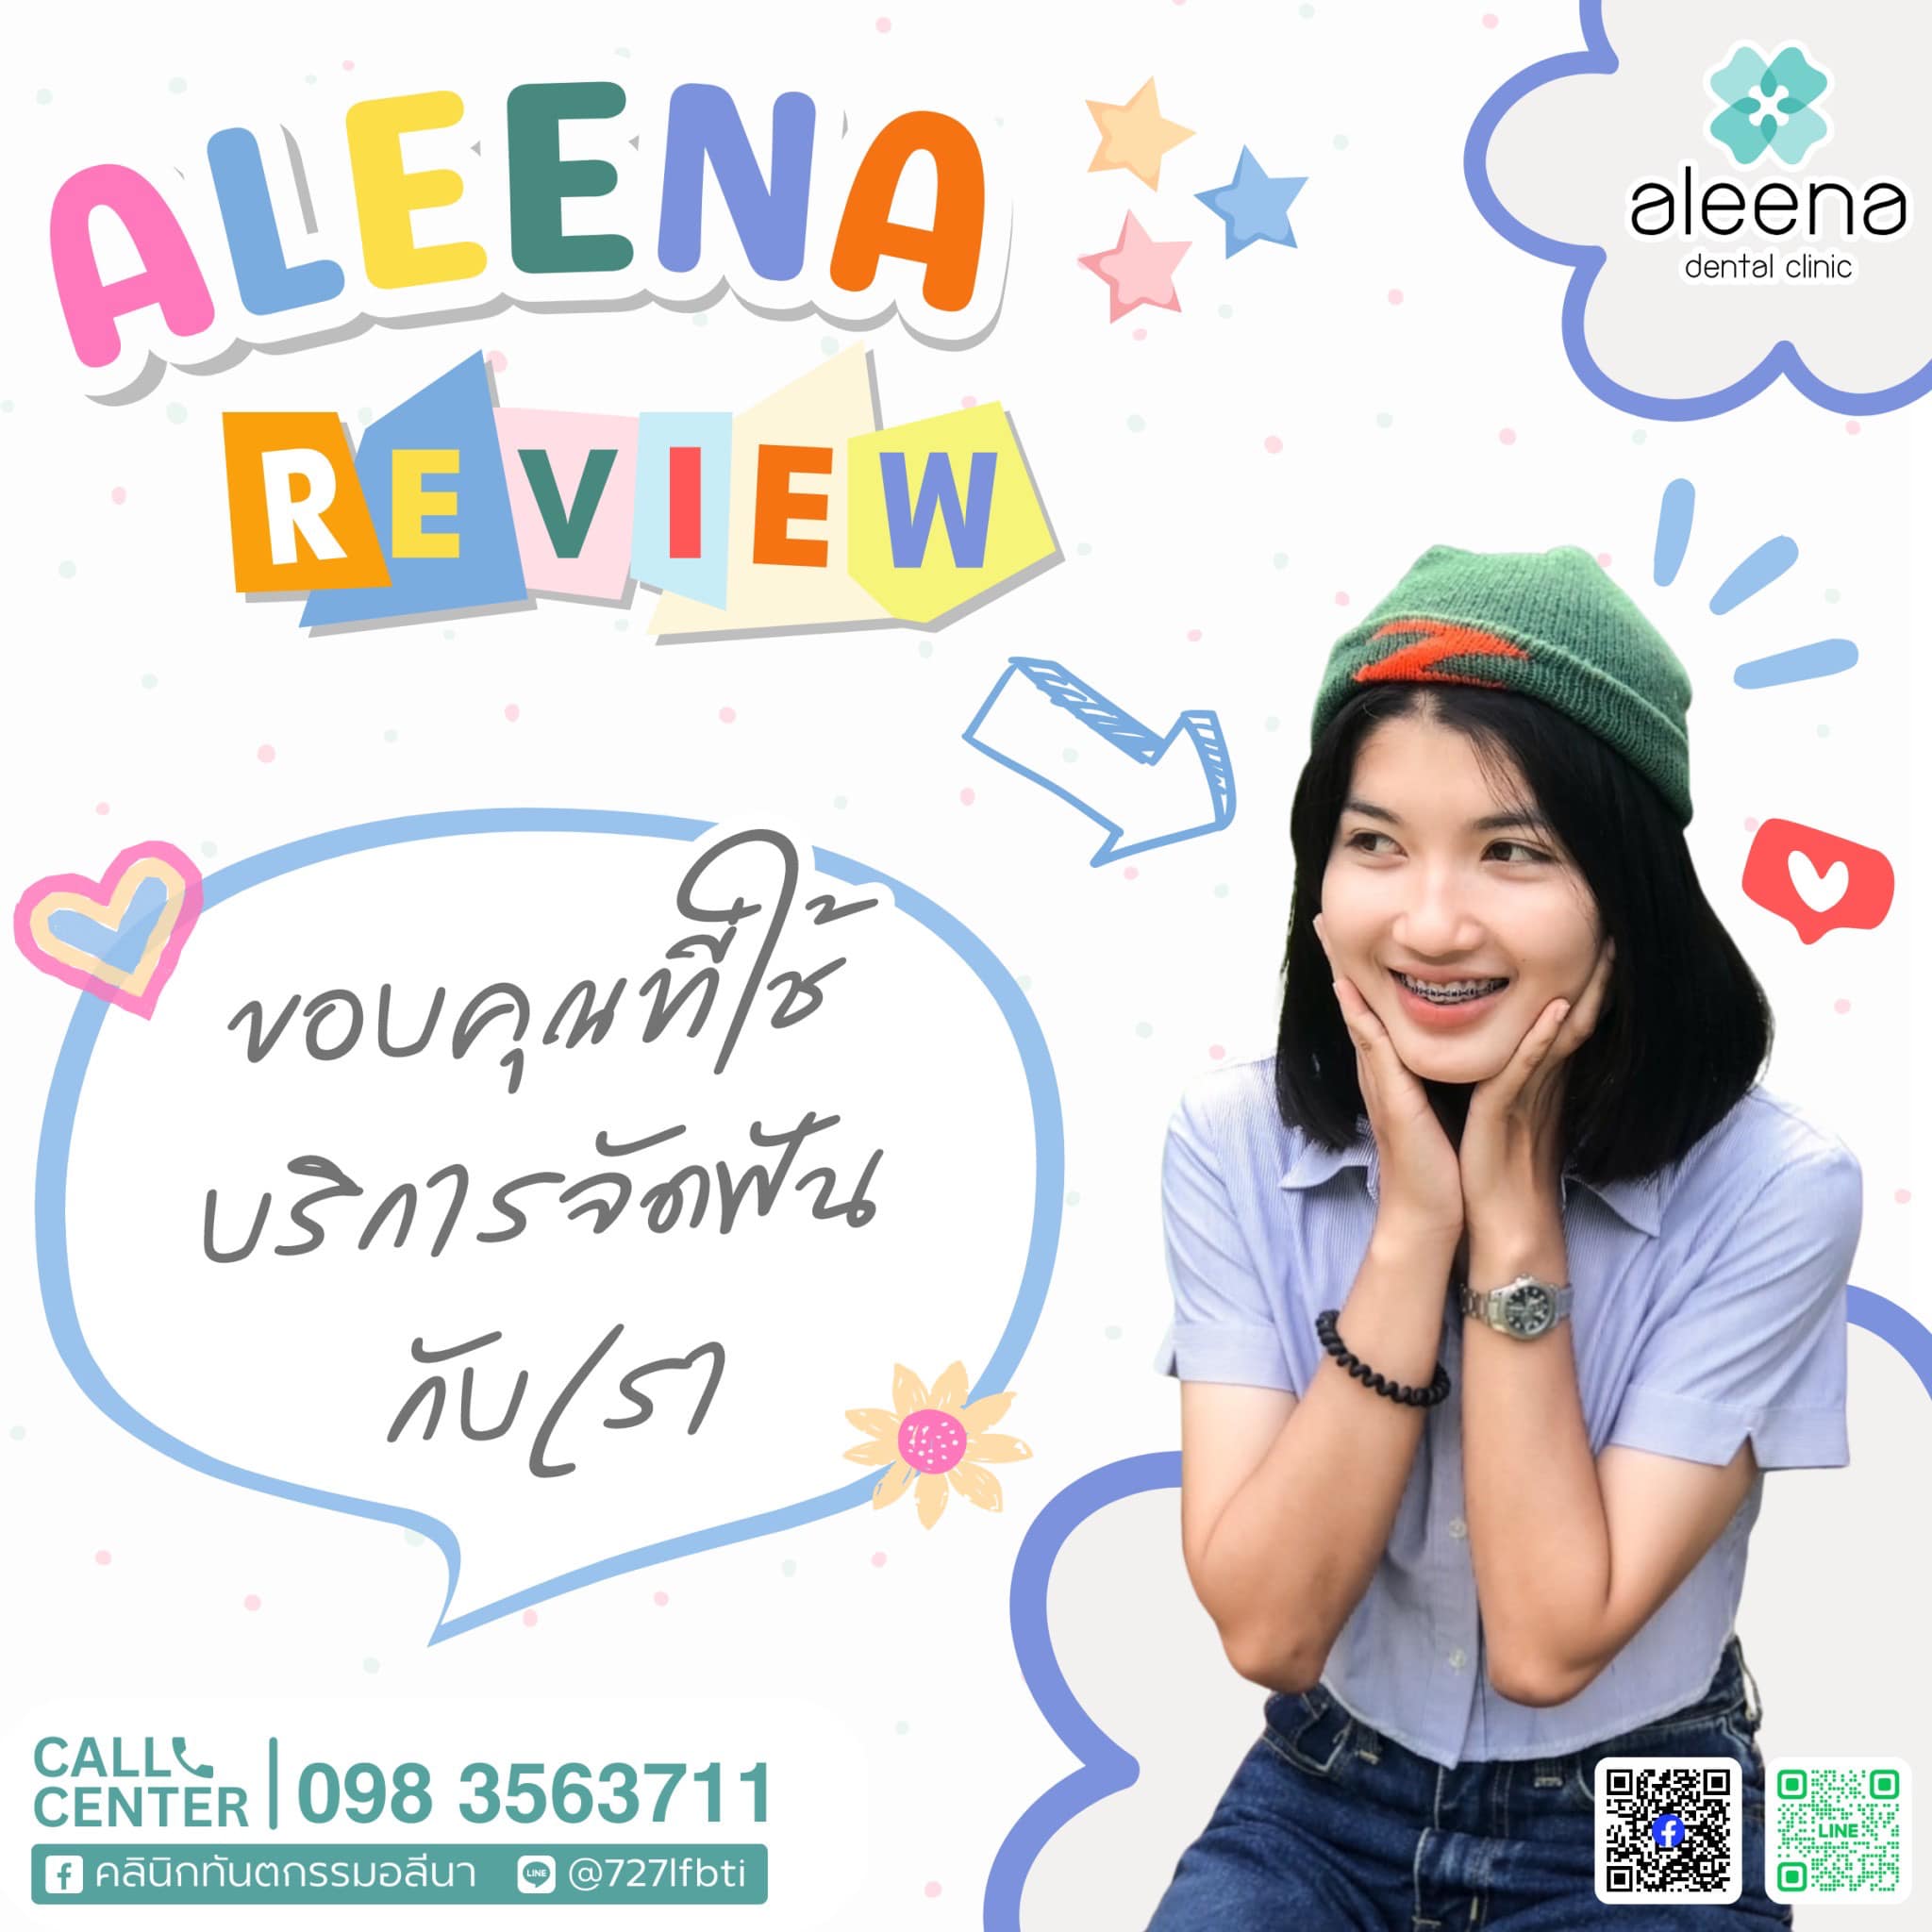 ALEENA
REVIEW
aleena
dental clinic
ขอบคุณที่ใช้
บริการจัดฟัน
กับเรา
CALL
CENTER
098 3563711
คลินิกทันตกรรมอลีนา
LINE
@727lfbti
LINE